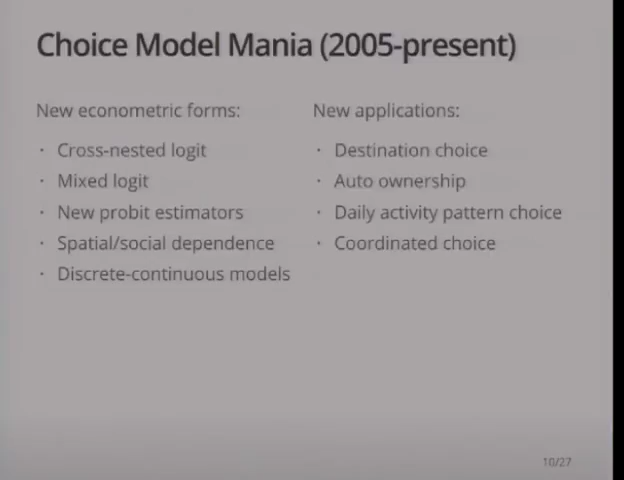 Choice Model Mania (2005-present)
New econometric forms:
· Cross-nested logit
· Mixed logit
· New probit estimators
· Spatial/social dependence
· Discrete-continuous models
New applications:
· Destination choice
· Auto ownership
· Daily activity pattern choice
· Coordinated choice
10/27